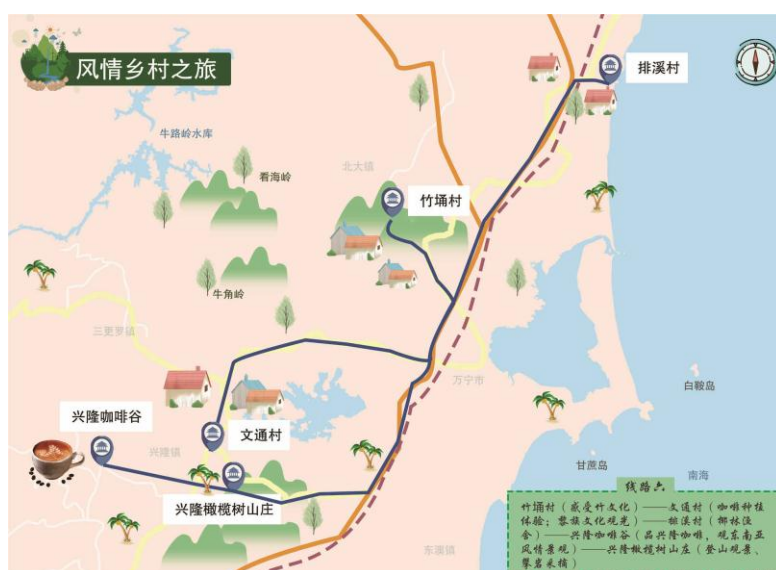 风情乡村之旅
排溪村
牛路岭水库
北大镇
看海岭
竹埇村
牛角岭
三更罗镇
万宁市
白鞍岛
兴隆咖啡谷
文通村
兴隆镇
兴隆橄榄树山庄
甘蔗岛
南海
东澳镇
线路六
竹埇村（感受竹文化）——文通村（咖啡种植
体验；黎族文化观光）——排溪村（椰林泼
舍）——兴隆咖啡谷（品兴隆咖啡，观东南亚
风情景观）——兴隆橄榄树山庄（登山观景、
攀岩采摘）